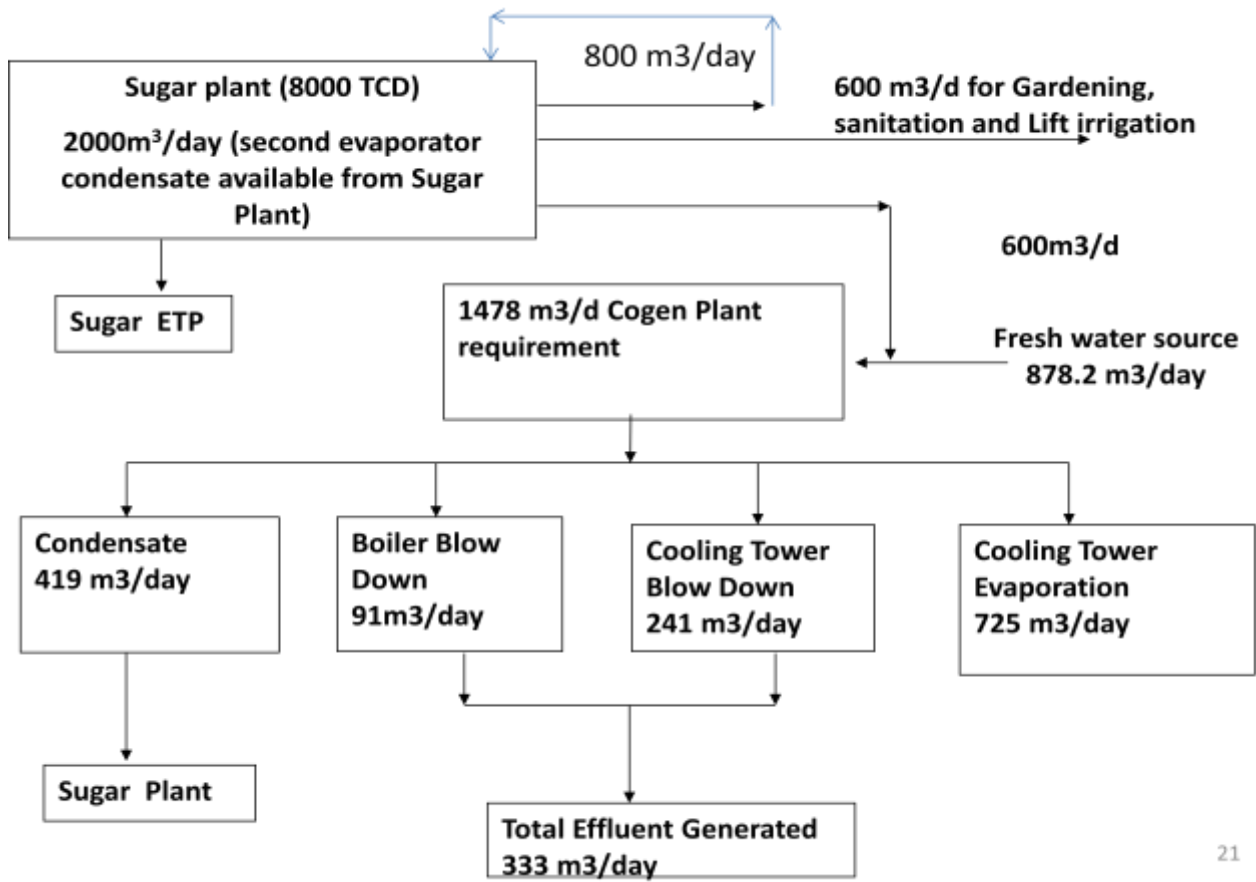 800 m3/day
Sugar plant (8000 TCD)
2000m³/day (second evaporator
condensate available from Sugar
Plant)
600 m3/d for Gardening,
sanitation and Lift irrigation
600m3/d
Sugar ETP
1478 m3/d Cogen Plant
requirement
Fresh water source
878.2 m3/day
Condensate
419 m3/day
Boiler Blow
Down
91m3/day
Cooling Tower
Blow Down
241 m3/day
Cooling Tower
Evaporation
725 m3/day
Sugar Plant
Total Effluent Generated
333 m3/day
21